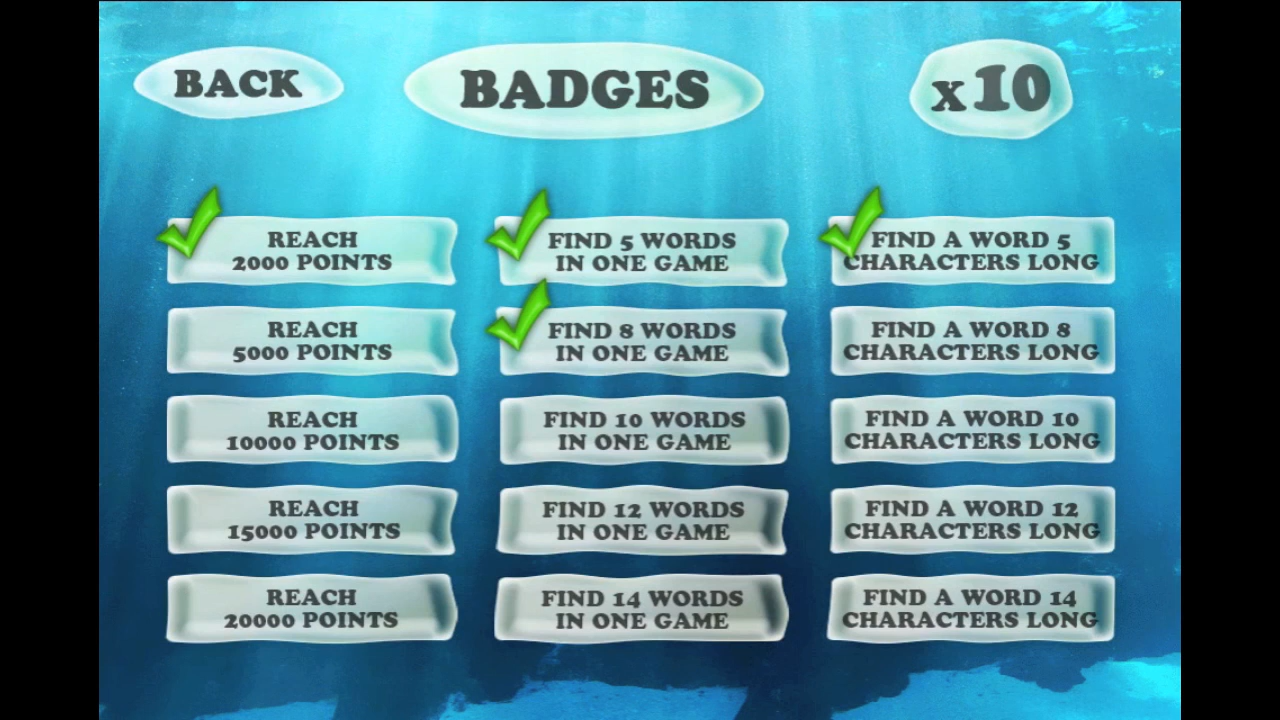 BACK
BADGES
x10
REACH
2000 POINTS
FIND 5 WORDS
IN ONE GAME
FIND A WORD 5
CHARACTERS LONG
REACH
5000 POINTS
FIND 8 WORDS
IN ONE GAME
FIND A WORD 8
CHARACTERS LONG
REACH
10000 POINTS
FIND 10 WORDS
IN ONE GAME
FIND A WORD 10
CHARACTERS LONG
REACH
15000 POINTS
FIND 12 WORDS
IN ONE GAME
FIND A WORD 12
CHARACTERS LONG
REACH
20000 POINTS
FIND 14 WORDS
IN ONE GAME
FIND A WORD 14
CHARACTERS LONG